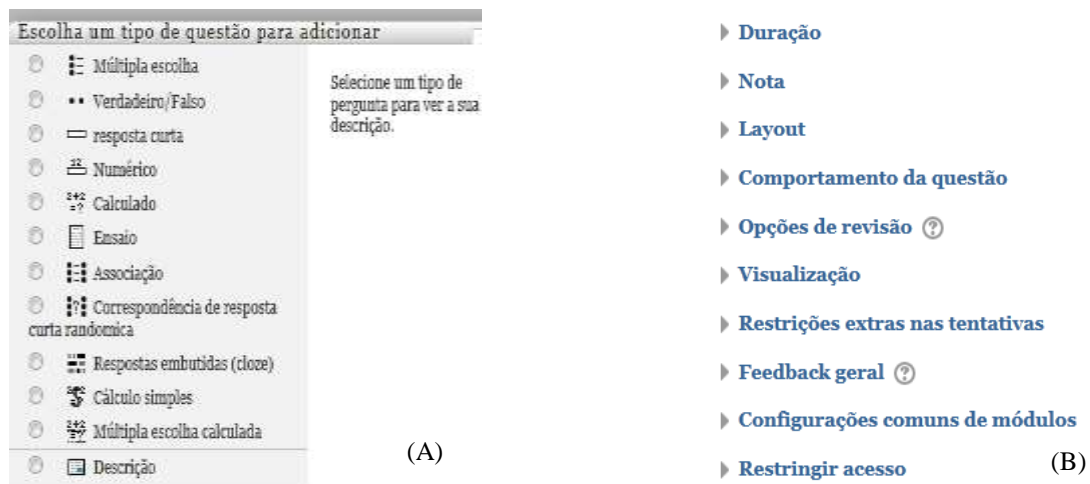 Escolha um tipo de questão para adicionar
Múltipla escolha
Verdadeiro/Falso
resposta curta
Numérico
Calculado
Ensaio
Associação
Correspondência de resposta
curta randomica
Respostas embutidas (cloze)
Cálculo simples
Múltipla escolha calculada
Descrição
Selecione um tipo de
pergunta para ver a sua
descrição.
(A)
Duração
Nota
Layout
Comportamento da questão
Opções de revisão
Visualização
Restrições extras nas tentativas
Feedback geral
Configurações comuns de módulos
Restringir acesso
(B)